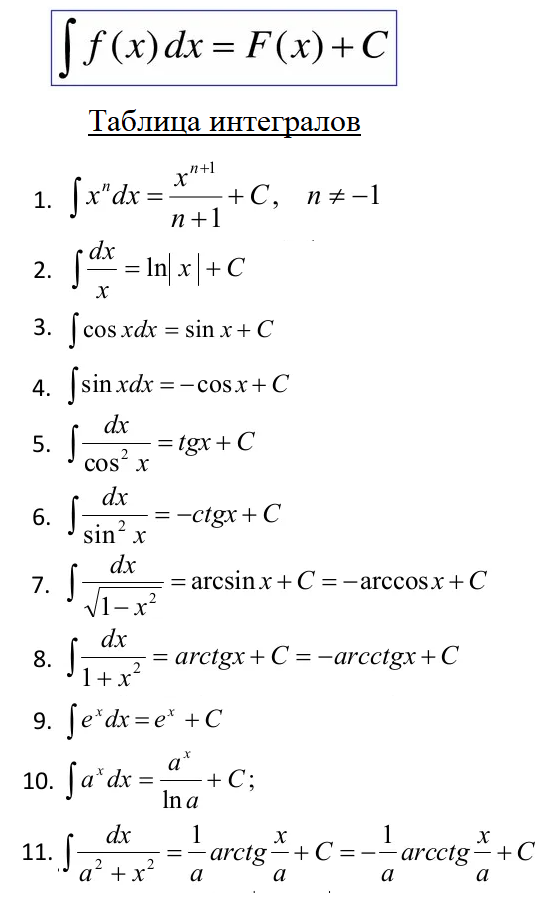 ∫ f(x)dx = F(x) + C
Таблица интегралов
1. ∫ xⁿdx = xⁿ⁺¹/(n+1) + C, n ≠ −1
2. ∫ dx/x = ln|x| + C
3. ∫ cos xdx = sin x + C
4. ∫ sin xdx = −cos x + C
5. ∫ dx/cos² x = tgx + C
6. ∫ dx/sin² x = −ctgx + C
7. ∫ dx/√(1−x²) = arcsin x + C = −arccos x + C
8. ∫ dx/(1+x²) = arctgx + C = −arcctgx + C
9. ∫ eˣdx = eˣ + C
10. ∫ aˣdx = aˣ/ln a + C;
11. ∫ dx/(a² + x²) = 1/a arctg x/a + C = −1/a arcctg x/a + C